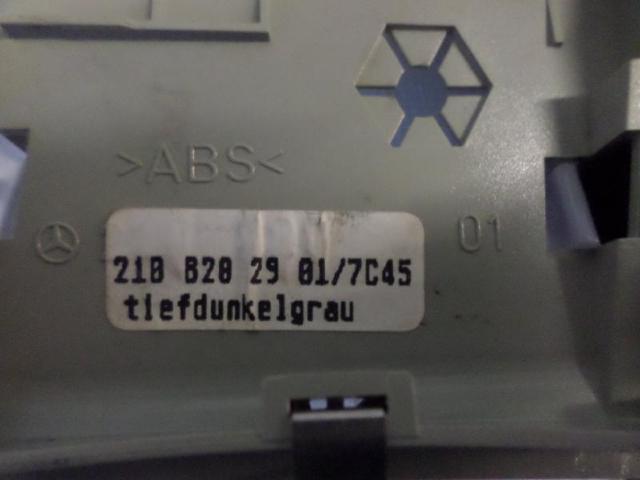 >ABS<
01
210 820 29 01/7C45
tiefdunkelgrau